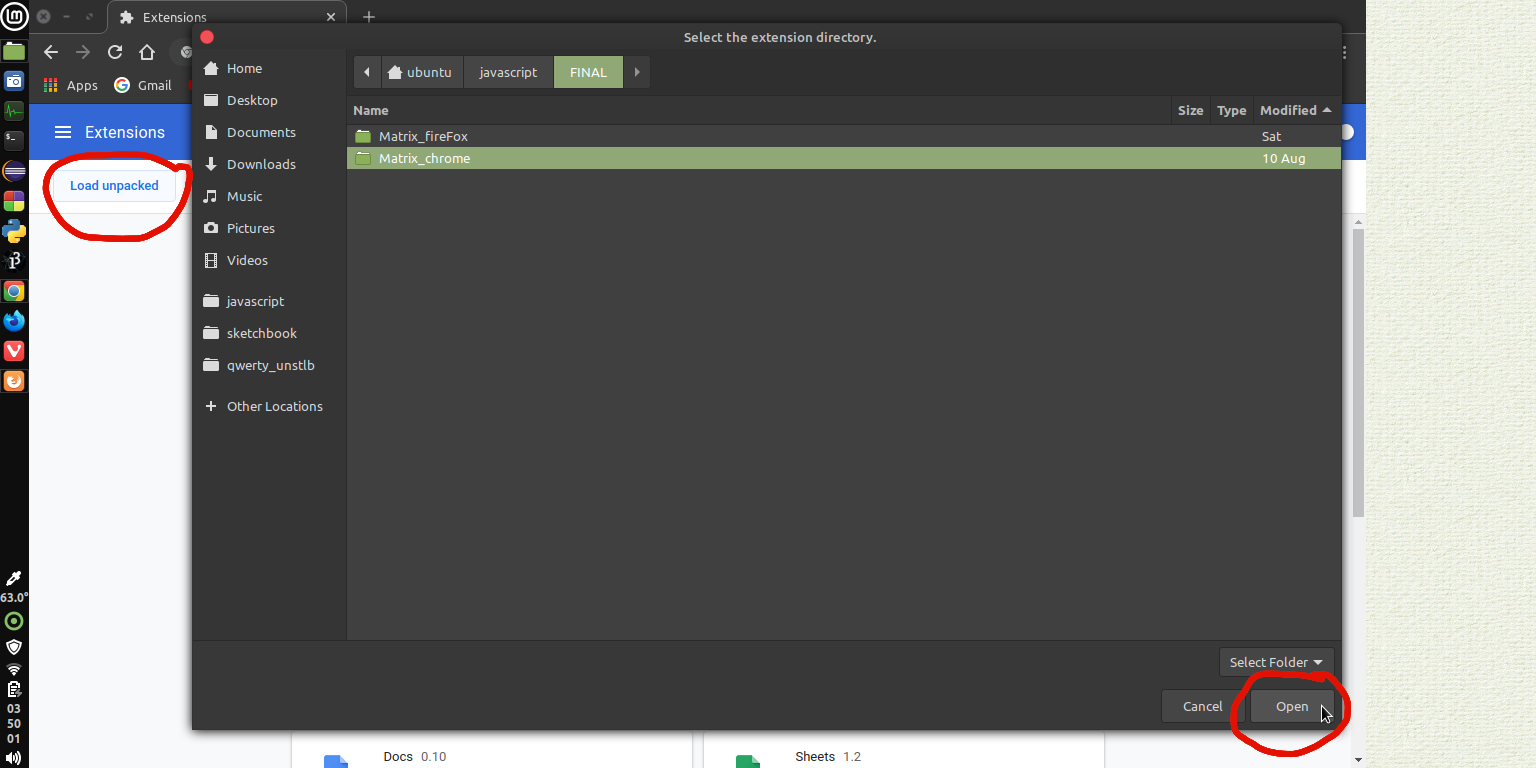 Extensions
Select the extension directory.
Home
ubuntu
javascript
FINAL
Apps
Gmail
Desktop
Name
Size
Type
Modified
Extensions
Documents
Matrix_fireFox
Sat
Downloads
Matrix_chrome
10 Aug
Load unpacked
Music
Pictures
Videos
javascript
sketchbook
qwerty_unstlb
Other Locations
63.0°
Select Folder
03
50
01
Cancel
Open
Docs 0.10
Sheets 1.2